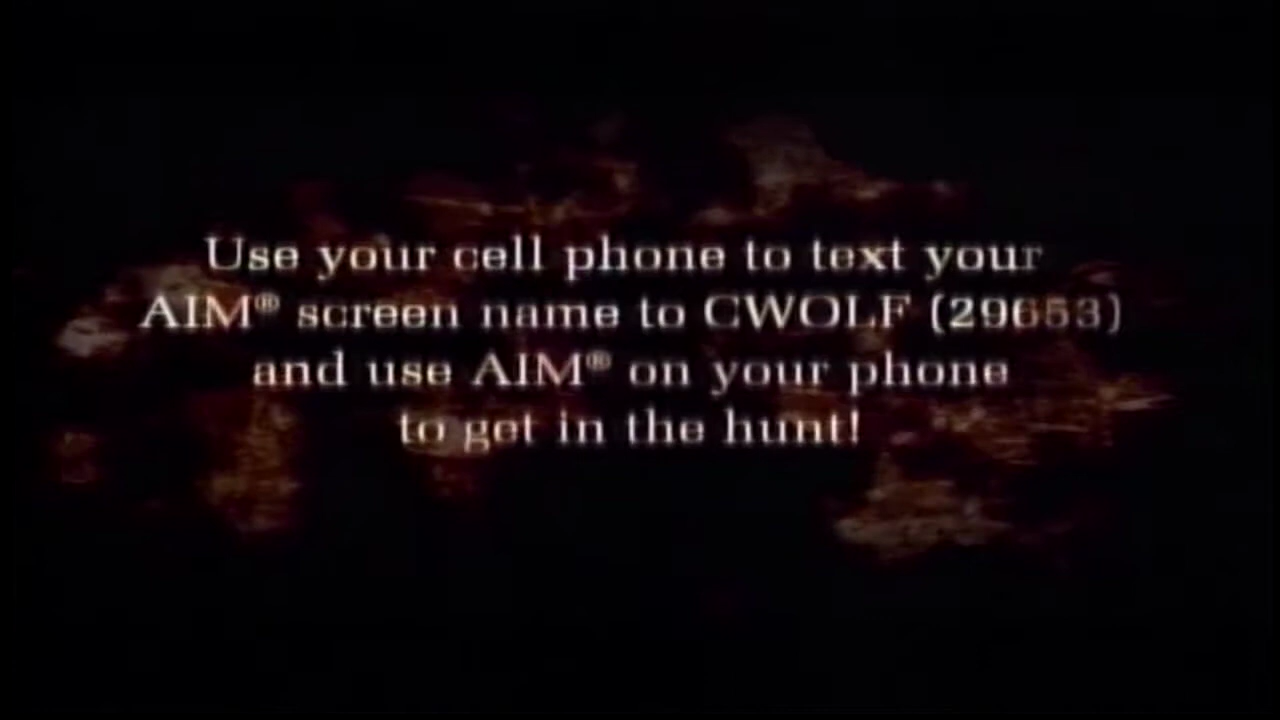 Use your cell phone to text your
AIM® screen name to CWOLF (29653)
and use AIM® on your phone
to get in the hunt!